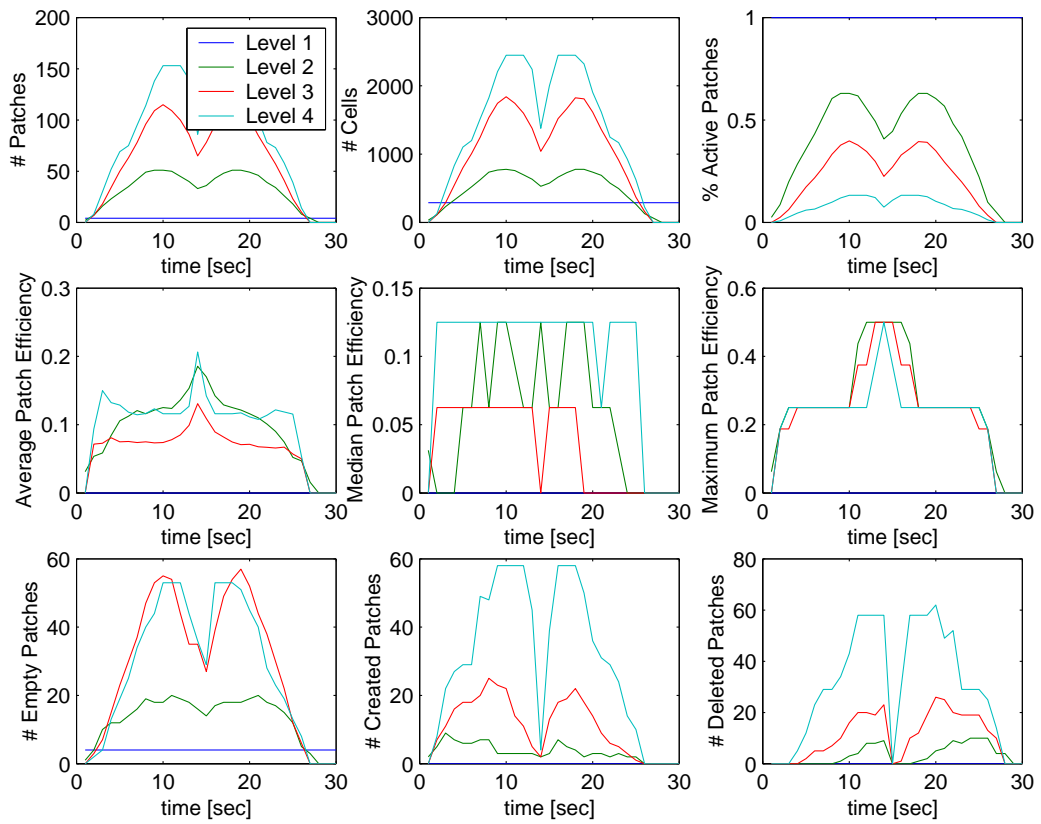 # Patches
200
150
100
50
0
0 10 20 30
time [sec]
Level 1
Level 2
Level 3
Level 4
# Cells
3000
2000
1000
0
0 10 20 30
time [sec]
% Active Patches
1
0.5
0
0 10 20 30
time [sec]
Average Patch Efficiency
0.3
0.2
0.1
0
0 10 20 30
time [sec]
Median Patch Efficiency
0.15
0.1
0.05
0
0 10 20 30
time [sec]
Maximum Patch Efficiency
0.6
0.4
0.2
0
0 10 20 30
time [sec]
# Empty Patches
60
40
20
0
0 10 20 30
time [sec]
# Created Patches
60
40
20
0
0 10 20 30
time [sec]
# Deleted Patches
80
60
40
20
0
0 10 20 30
time [sec]